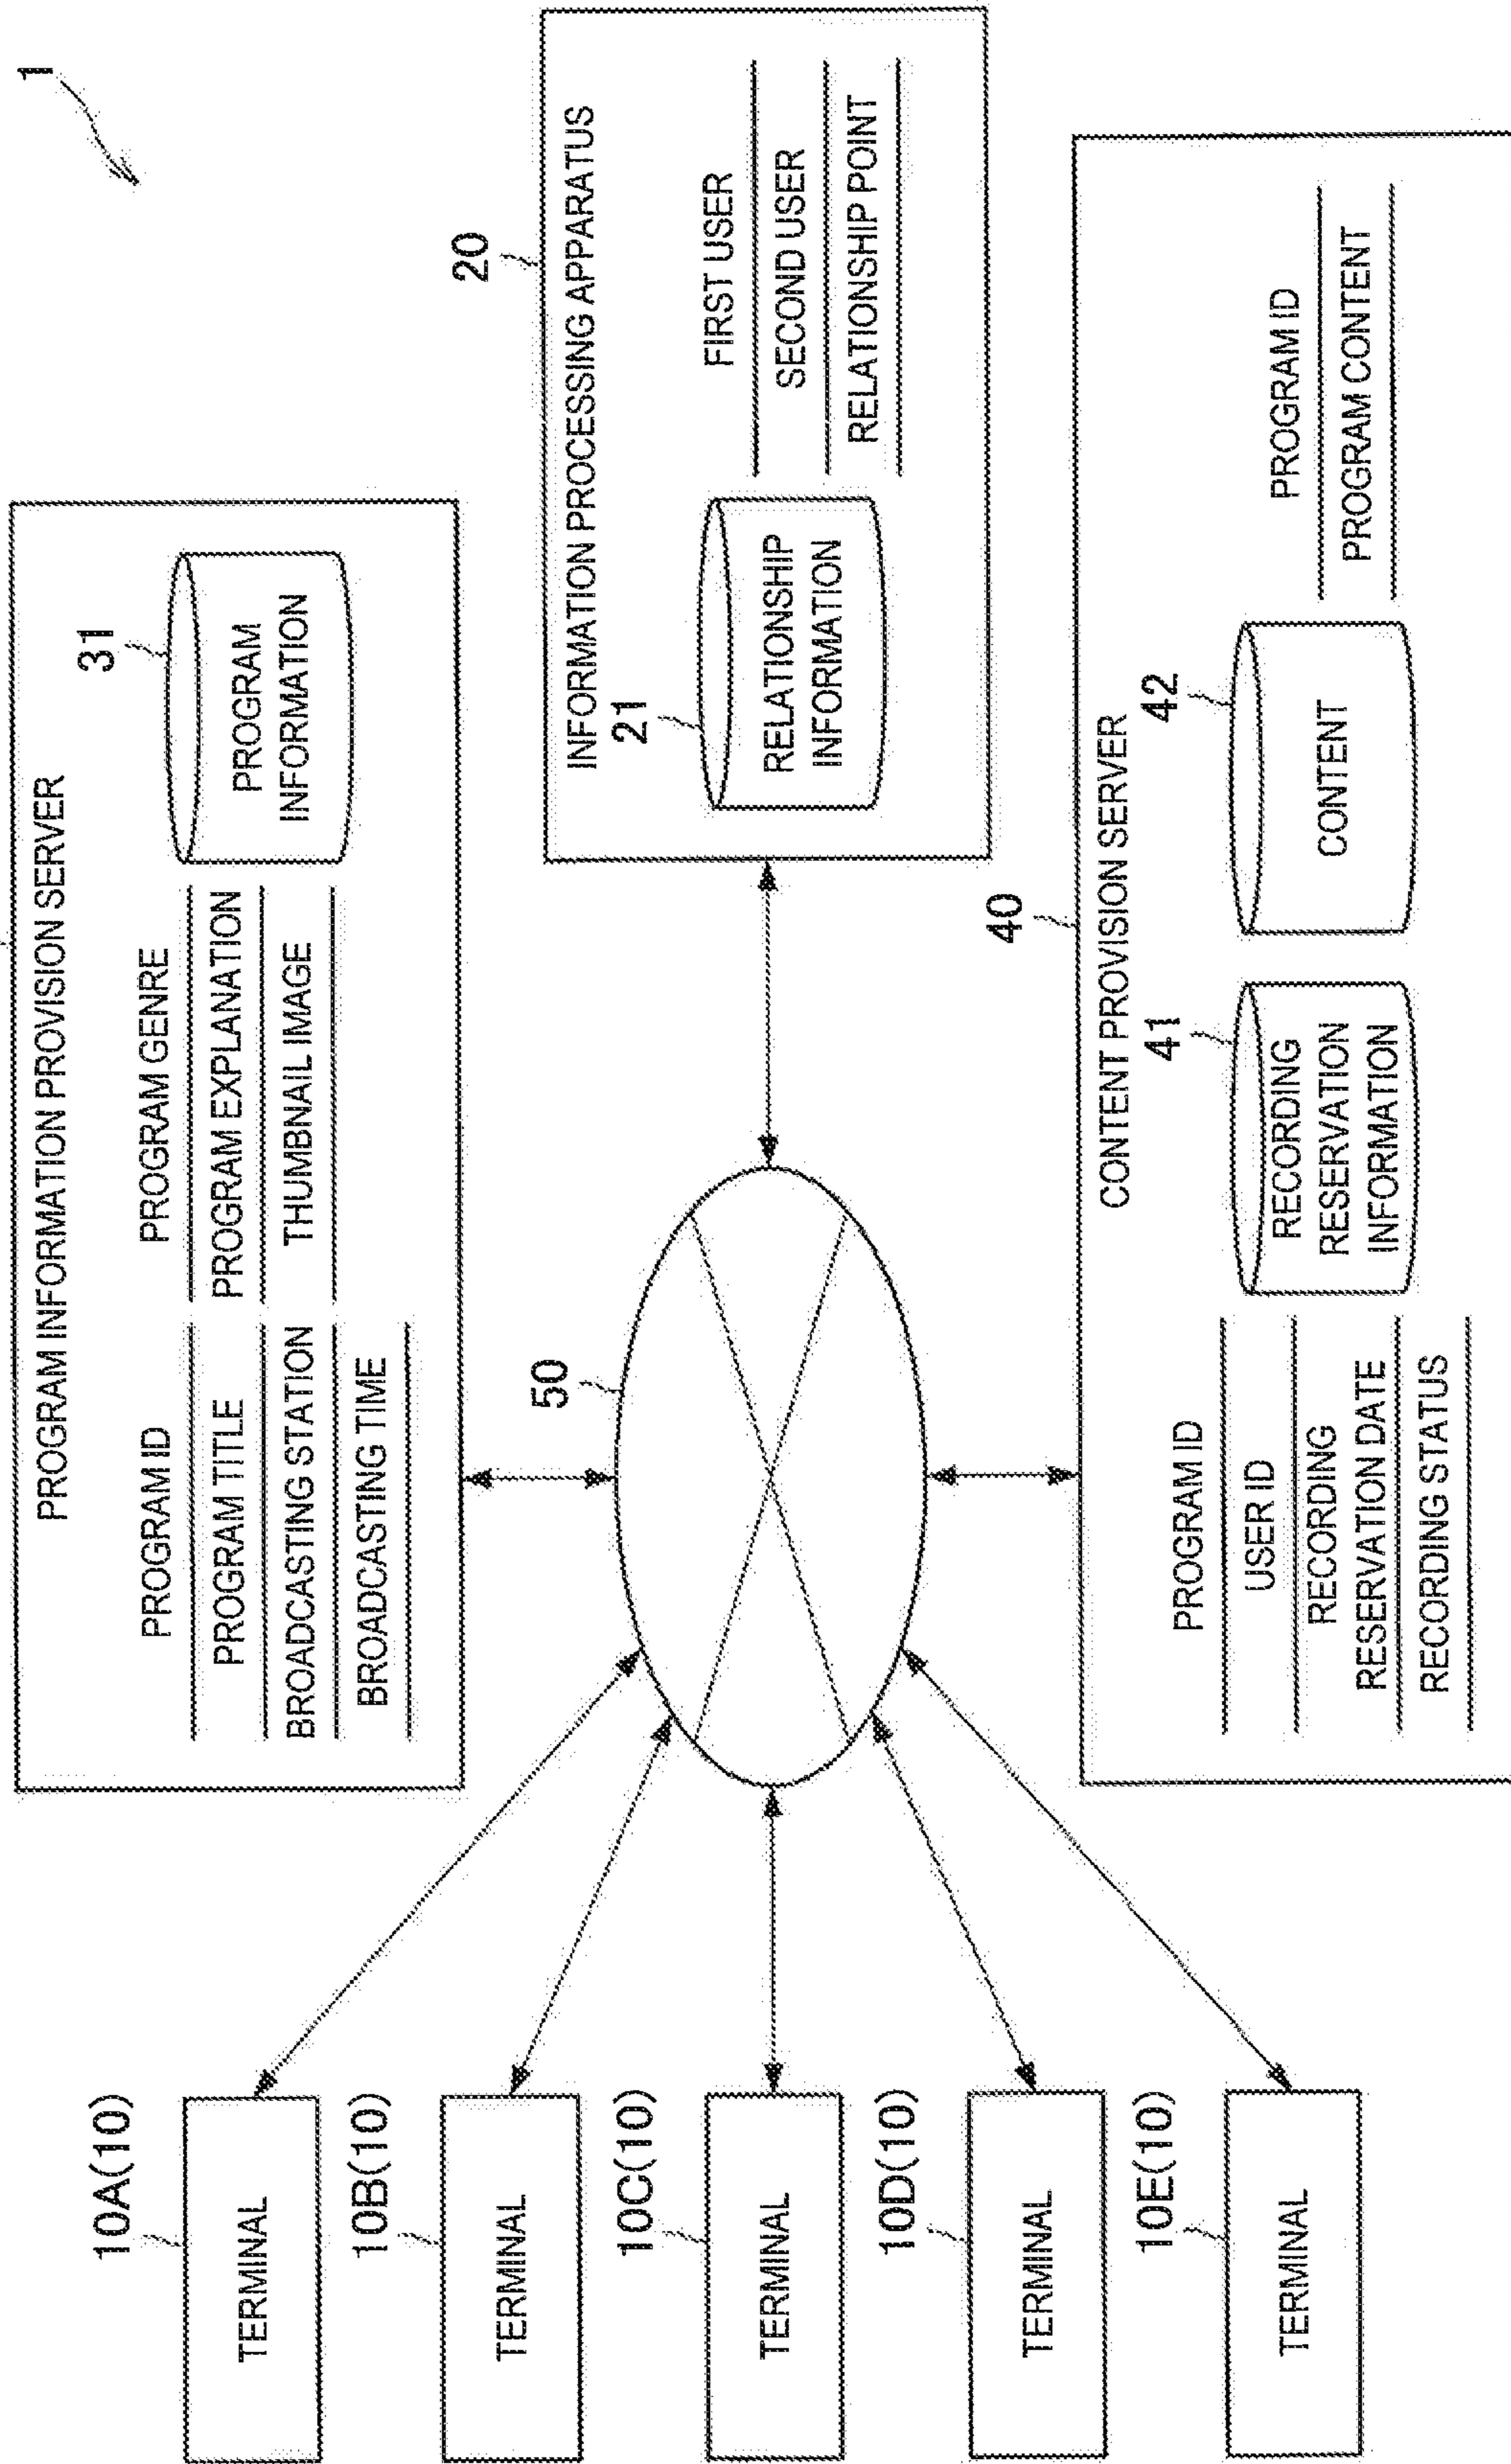 1
PROGRAM INFORMATION PROVISION SERVER
PROGRAM ID
PROGRAM TITLE
BROADCASTING STATION
BROADCASTING TIME
PROGRAM GENRE
PROGRAM EXPLANATION
THUMBNAIL IMAGE
31
PROGRAM
INFORMATION
10A(10)
TERMINAL
10B(10)
TERMINAL
10C(10)
TERMINAL
10D(10)
TERMINAL
10E(10)
TERMINAL
50
20
INFORMATION PROCESSING APPARATUS
21
RELATIONSHIP
INFORMATION
FIRST USER
SECOND USER
RELATIONSHIP POINT
40
CONTENT PROVISION SERVER
PROGRAM ID
USER ID
RECORDING
RESERVATION DATE
RECORDING STATUS
41
RECORDING
RESERVATION
INFORMATION
42
CONTENT
PROGRAM ID
PROGRAM CONTENT